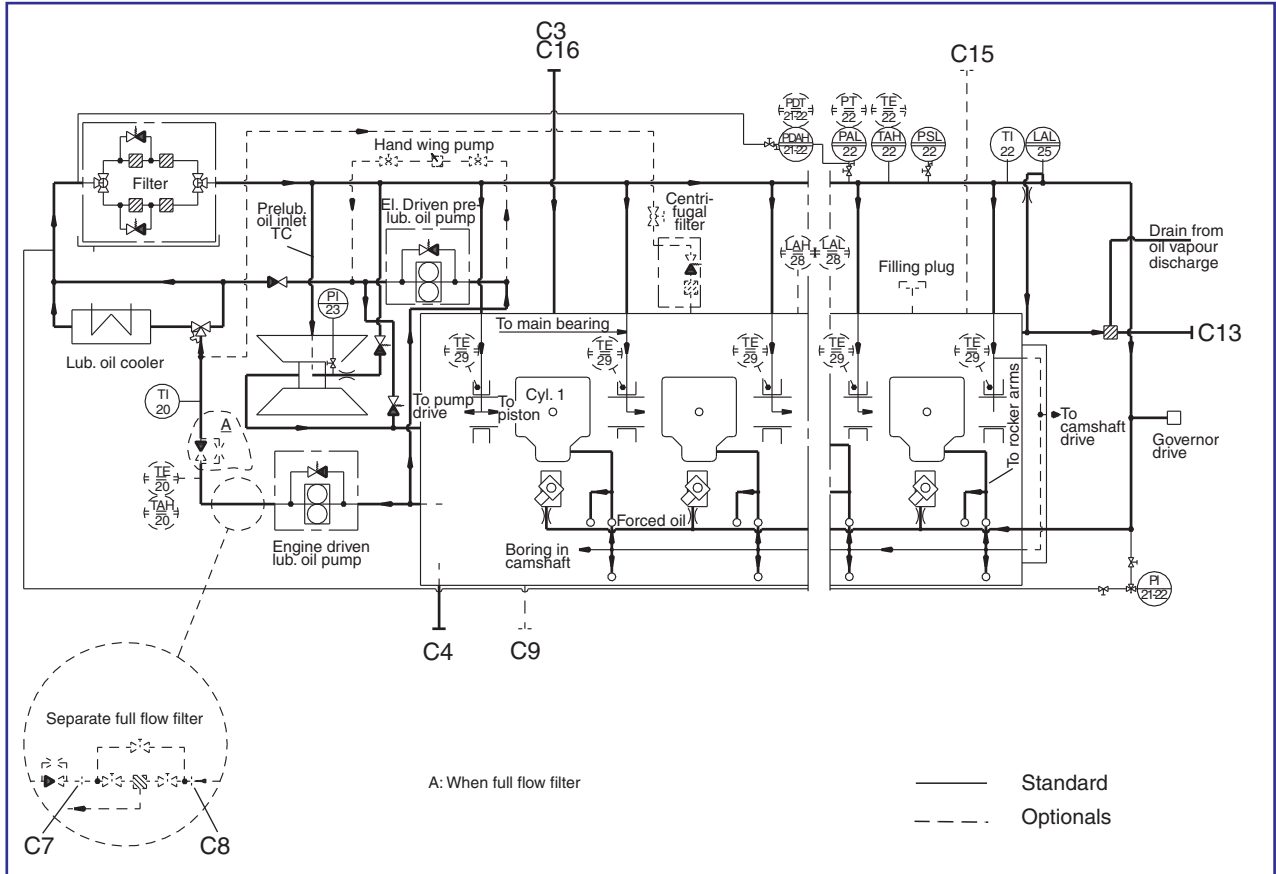 C3
C16
C15
PDT
21-22
PT
22
TE
22
PDAH
21-22
PAL
22
TAH
22
PSL
22
TI
22
LAL
25
Hand wing pump
Filter
Prelub.
oil inlet
TC
El. Driven pre-
lub. oil pump
Centri-
fugal
filter
LAH
28
LAL
28
Filling plug
Drain from
oil vapour
discharge
PI
23
C13
Lub. oil cooler
To main bearing
TE
29
TE
29
TE
29
TE
29
TE
29
TI
20
Cyl. 1
To pump
drive
To
piston
To rocker arms
To
camshaft
drive
Governor
drive
A
TE
20
TAH
20
Forced oil
Engine driven
lub. oil pump
Boring in
camshaft
PI
21-22
C4
C9
Separate full flow filter
A: When full flow filter
Standard
Optionals
C7
C8